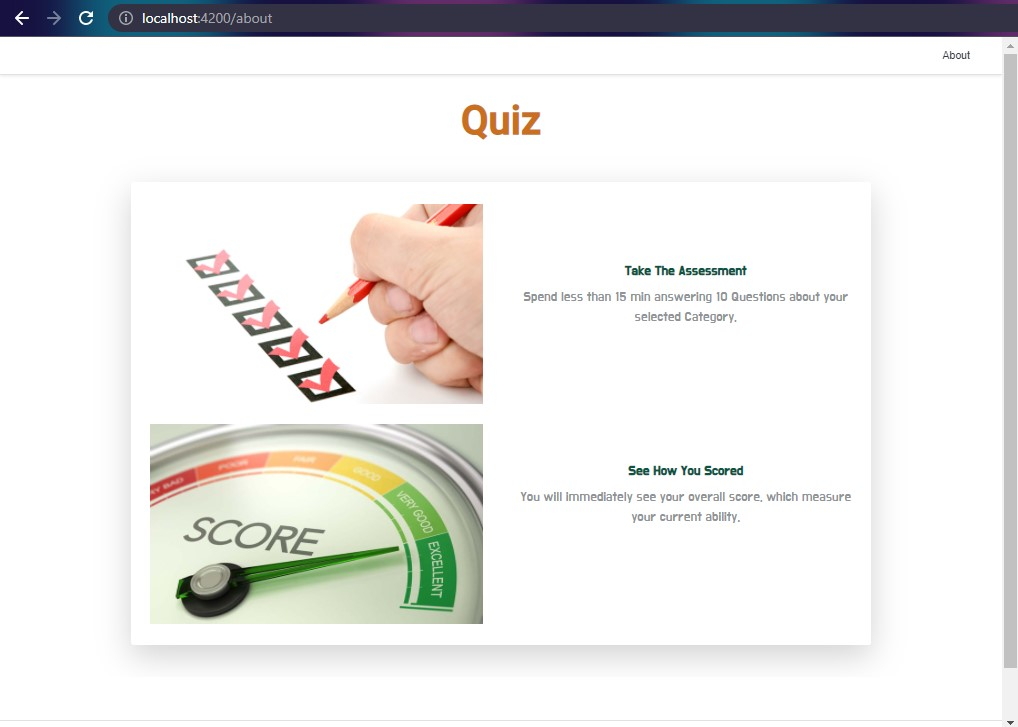 localhost:4200/about
About
Quiz
Take The Assessment
Spend less than 15 min answering 10 Questions about your
selected Category.
POOR
FAIR
GOOD
VERY GOOD
EXCELLENT
SCORE
See How You Scored
You will immediately see your overall score, which measure
your current ability.